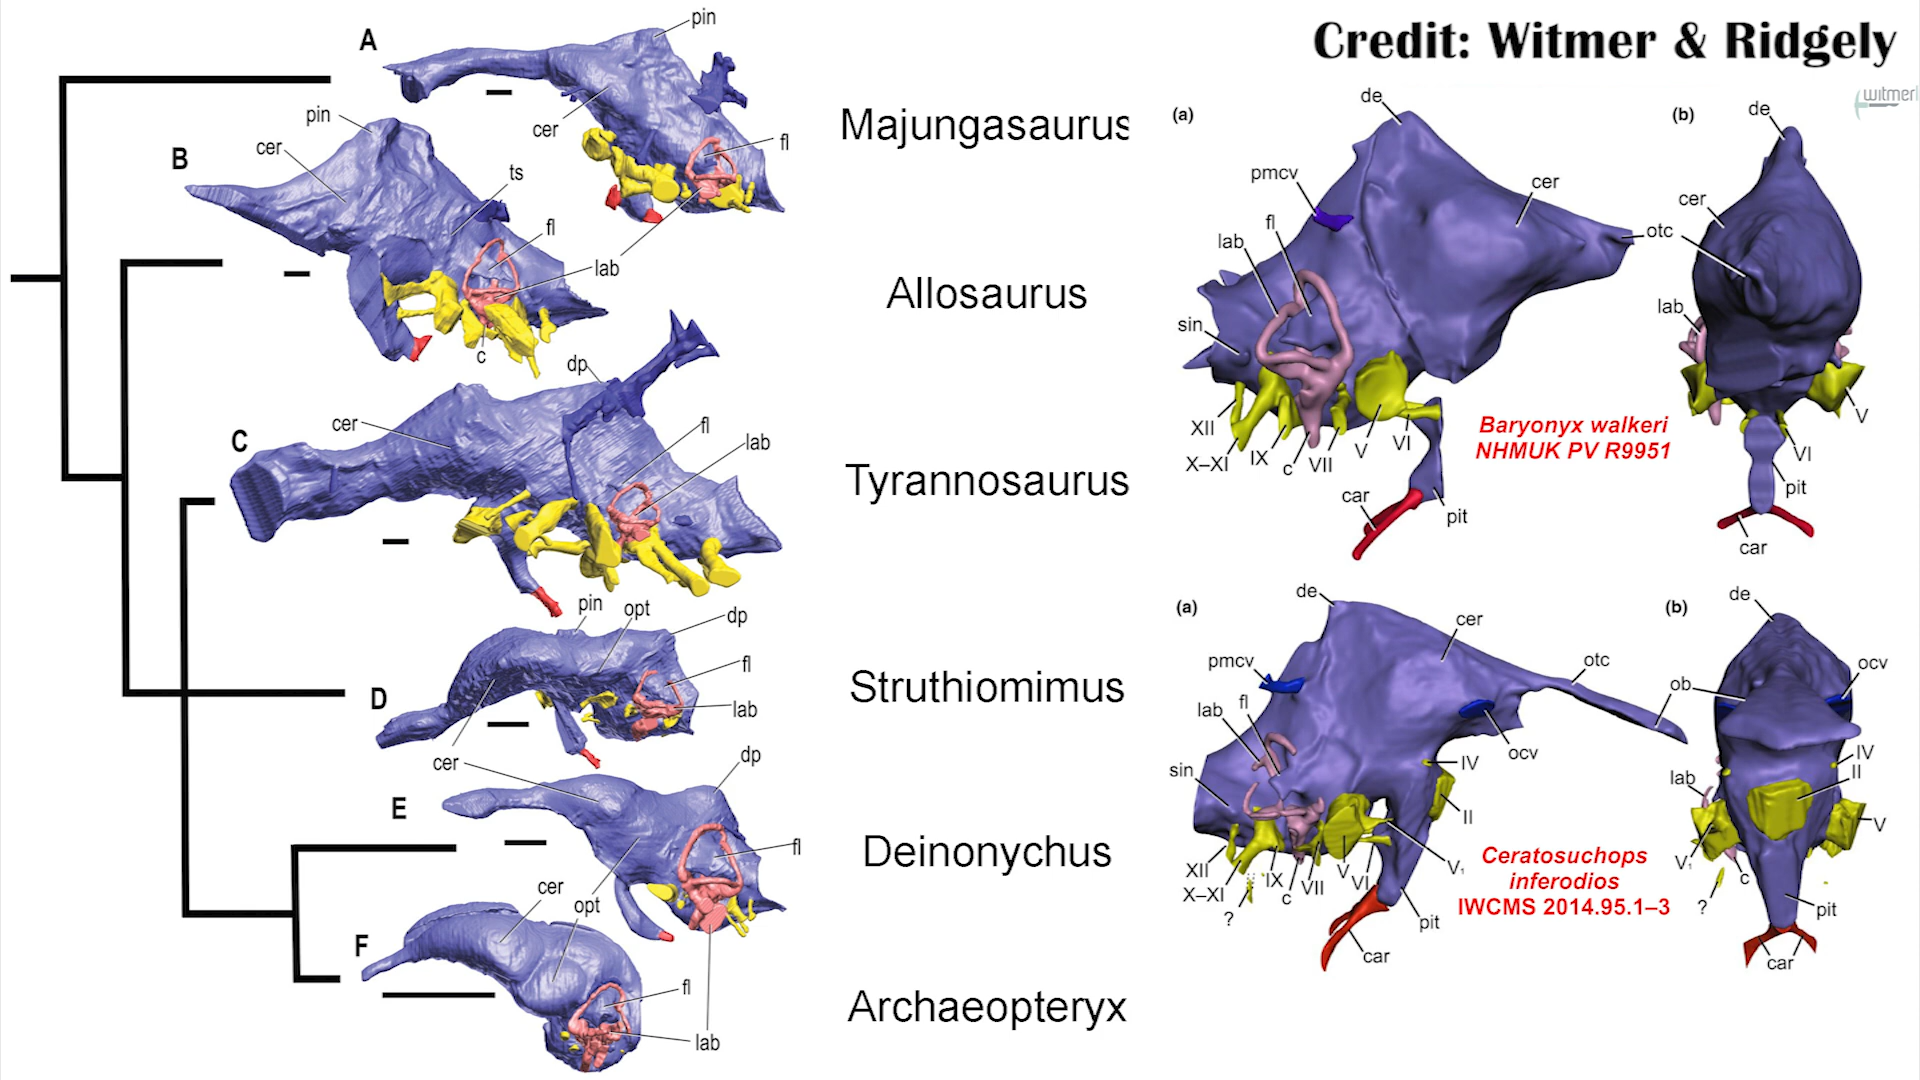 Credit: Witmer & Ridgely
witmer
A
pin
cer
fl
Majungasaurus
B
pin
cer
ts
fl
lab
c
Allosaurus
C
cer
dp
fl
lab
Tyrannosaurus
D
pin
opt
dp
fl
lab
cer
Struthiomimus
E
dp
fl
Deinonychus
F
cer
opt
fl
lab
Archaeopteryx
(a)
de
pmcv
fl
lab
sin
cer
otc
XII
X–XI
IX
c
VII
V
VI
car
pit
Baryonyx walkeri
NHMUK PV R9951
(b)
de
cer
lab
V
VI
pit
car
(a)
de
cer
pmcv
otc
fl
lab
ob
sin
ocv
IV
II
XII
X–XI
?
IX
c
VII
V
VI
V1
pit
car
Ceratosuchops
inferodios
IWCMS 2014.95.1–3
(b)
de
ocv
IV
II
lab
V
V1
c
?
pit
car